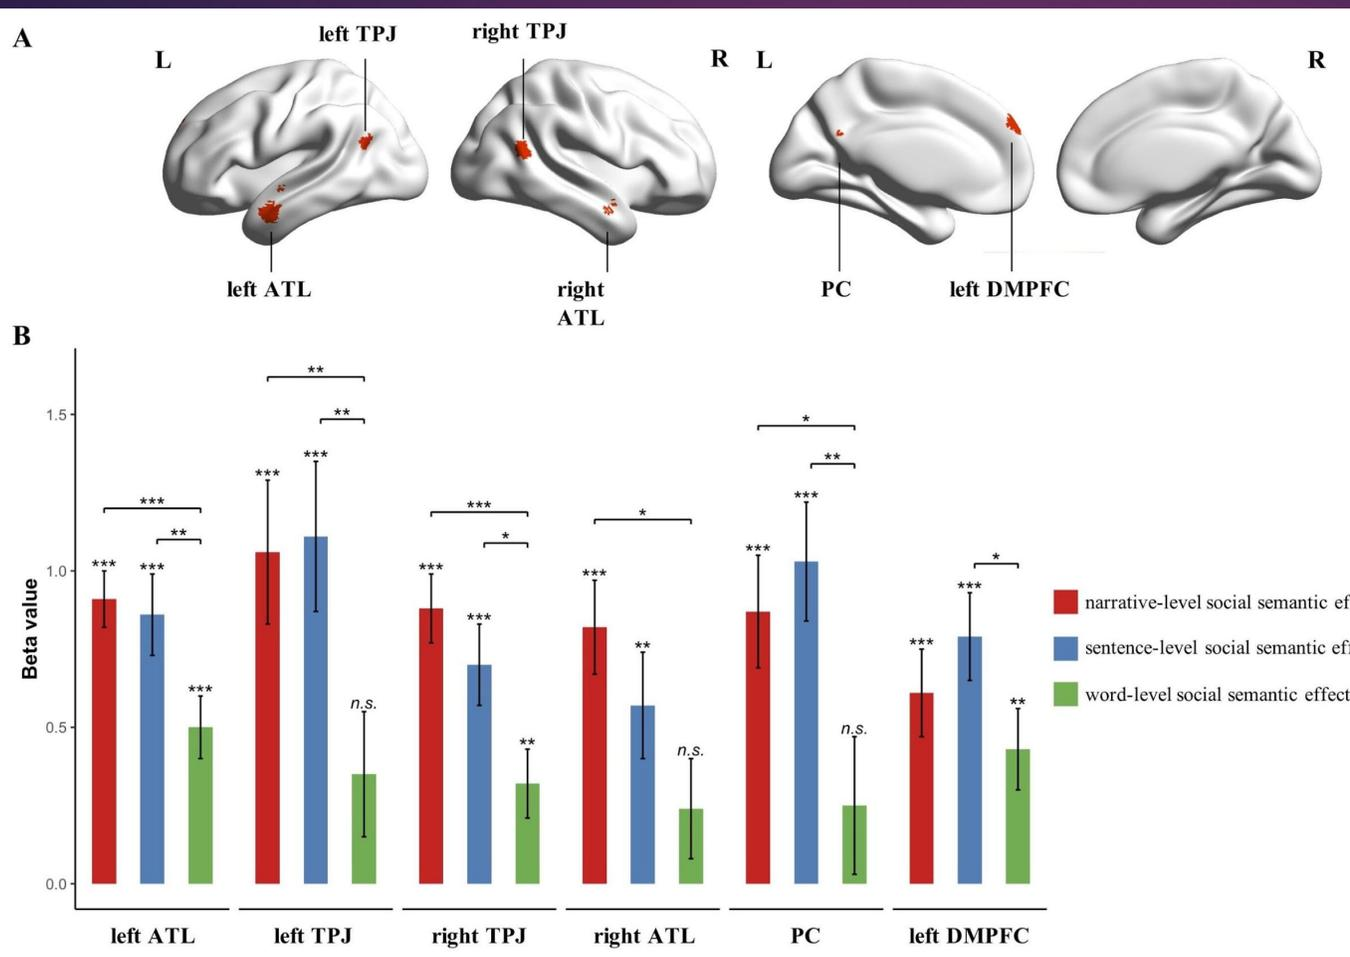 A
left TPJ
right TPJ
L
R
L
R
left ATL
right
ATL
PC
left DMPFC
B
Beta value
1.5
1.0
0.5
0.0
***
**
*** *** ***
**
**
*** *** n.s.
***
*
*** *** **
*
*** ** n.s.
*
**
*** *** n.s.
*
*** *** **
narrative-level social semantic ef
sentence-level social semantic eff
word-level social semantic effect
left ATL
left TPJ
right TPJ
right ATL
PC
left DMPFC